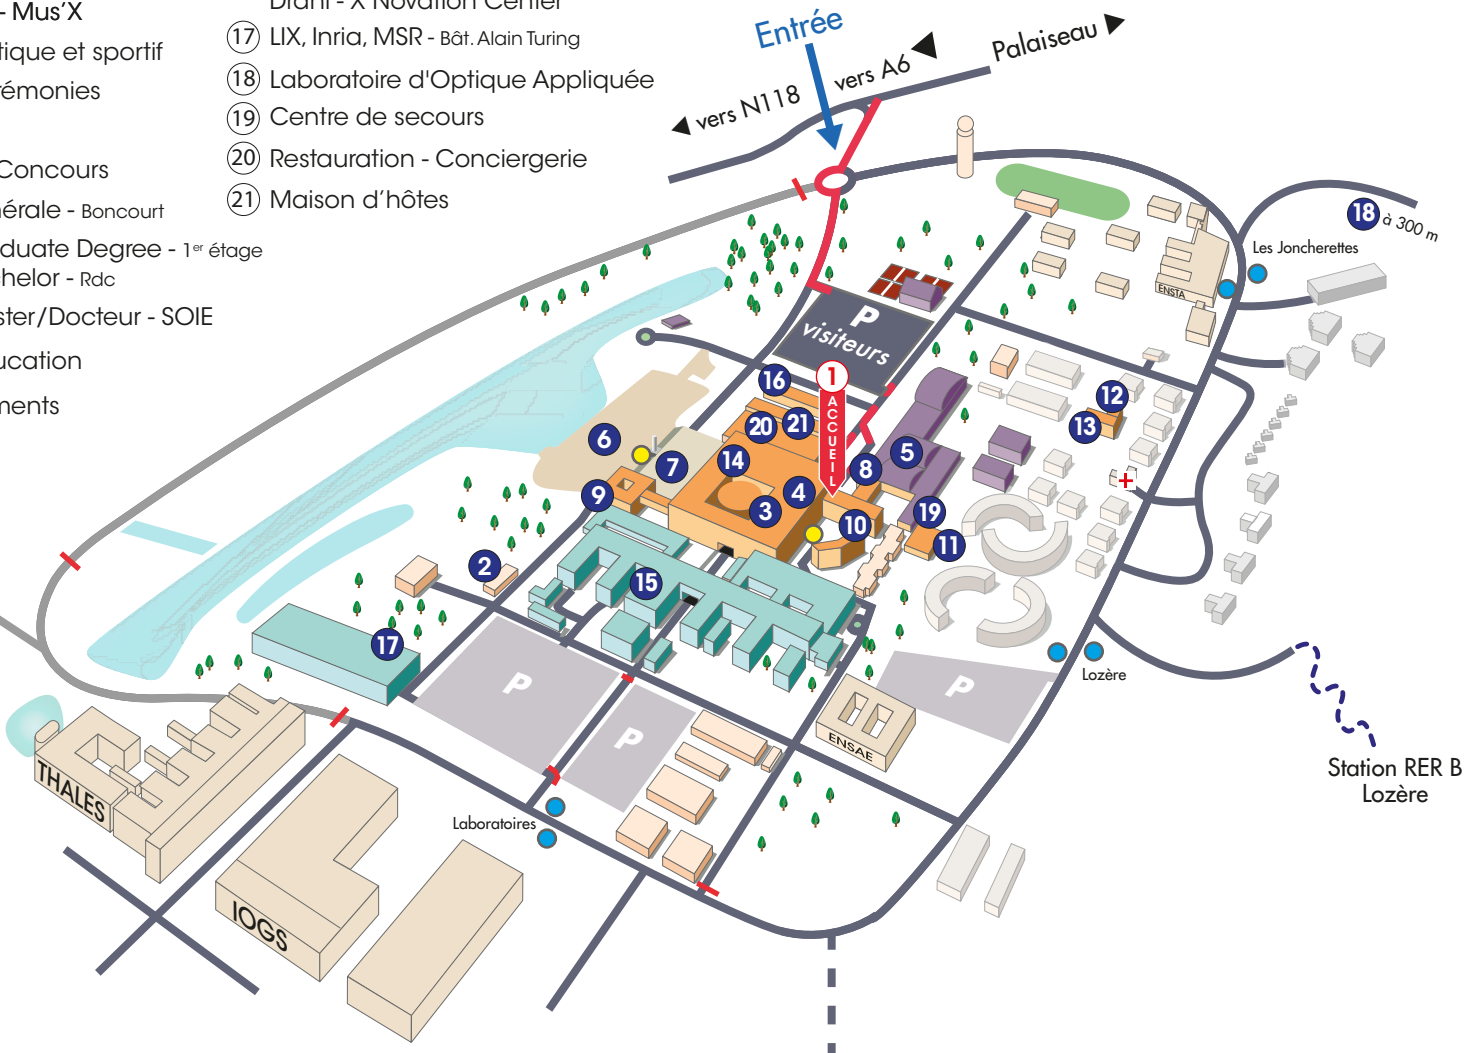 - Mus'X
tique et sportif
rémonies
Concours
nérale - Boncourt
duate Degree - 1er étage
chelor - Rdc
ster/Docteur - SOIE
ucation
ments
Drahi - X Novation Center
17 LIX, Inria, MSR - Bât. Alain Turing
18 Laboratoire d'Optique Appliquée
19 Centre de secours
20 Restauration - Conciergerie
21 Maison d'hôtes
Entrée
vers N118
vers A6
Palaiseau
18 à 300 m
Les Joncherettes
ENSTA
P
visiteurs
1
ACCUEIL
16
12
13
20
21
6
14
7
5
8
4
3
9
10
19
11
2
15
17
P
P
P
Lozère
ENSAE
THALES
IOGS
Laboratoires
Station RER B
Lozère